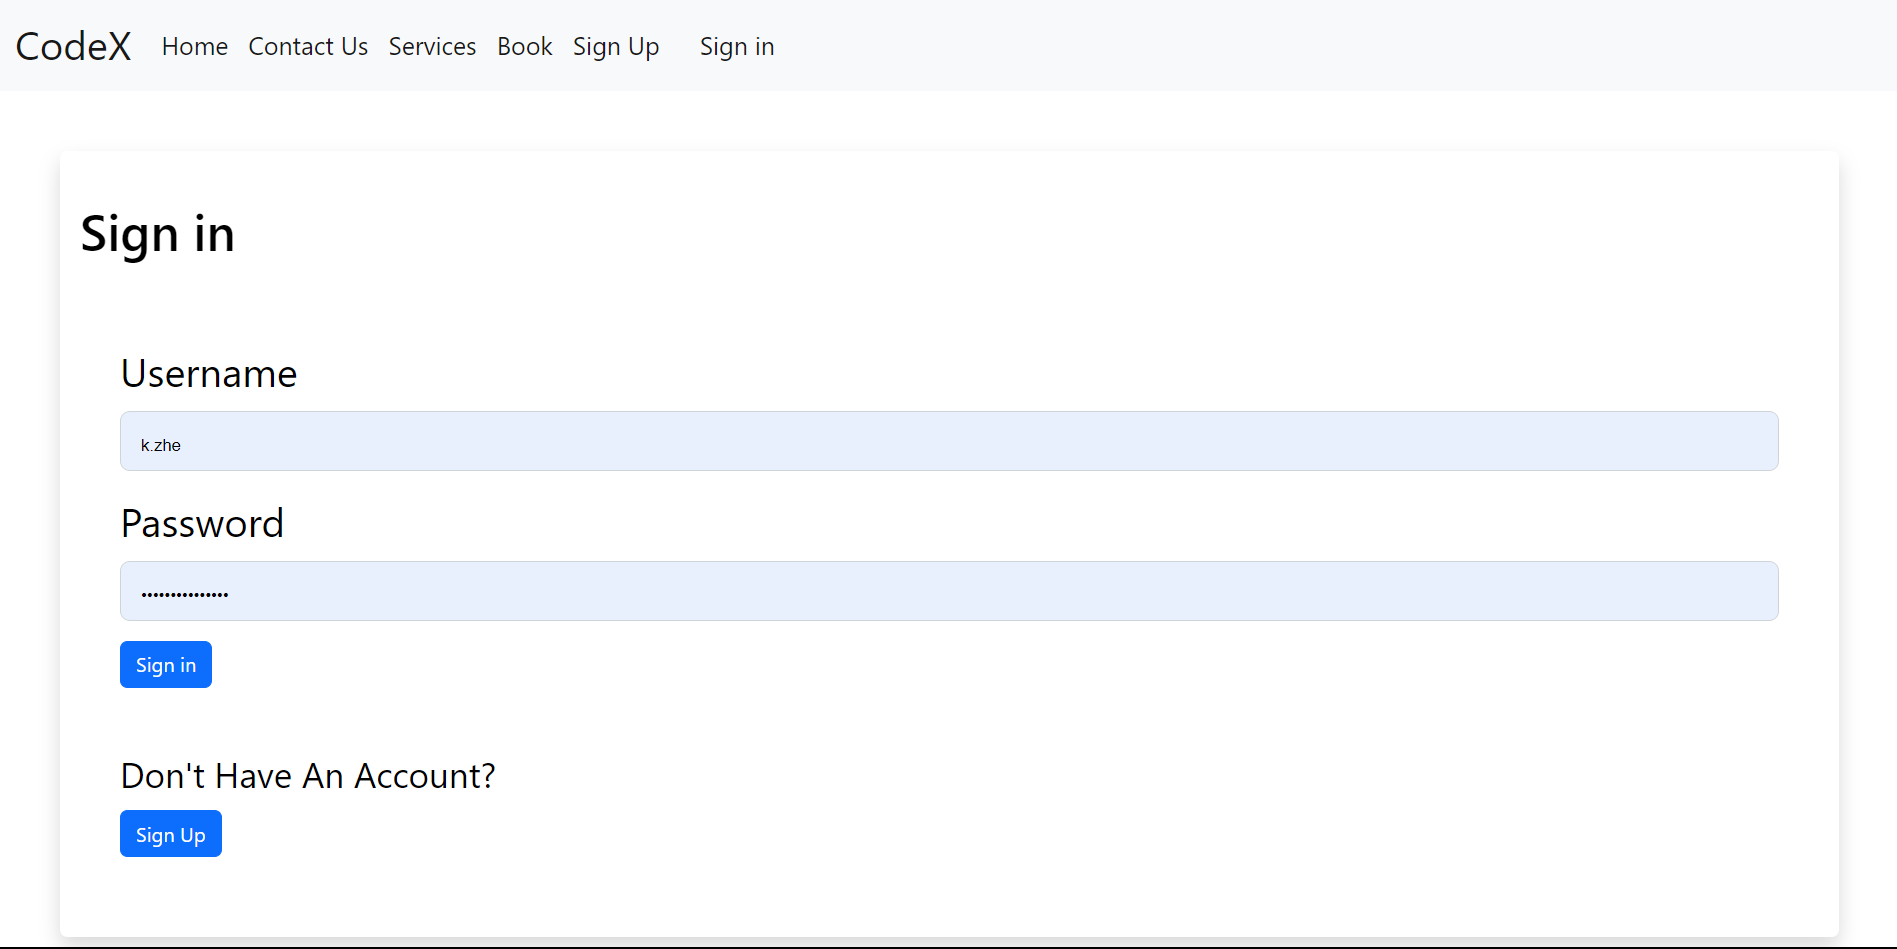 CodeX Home Contact Us Services Book Sign Up Sign in
Sign in
Username
k.zhe
Password
•••••••••••••••
Sign in
Don't Have An Account?
Sign Up